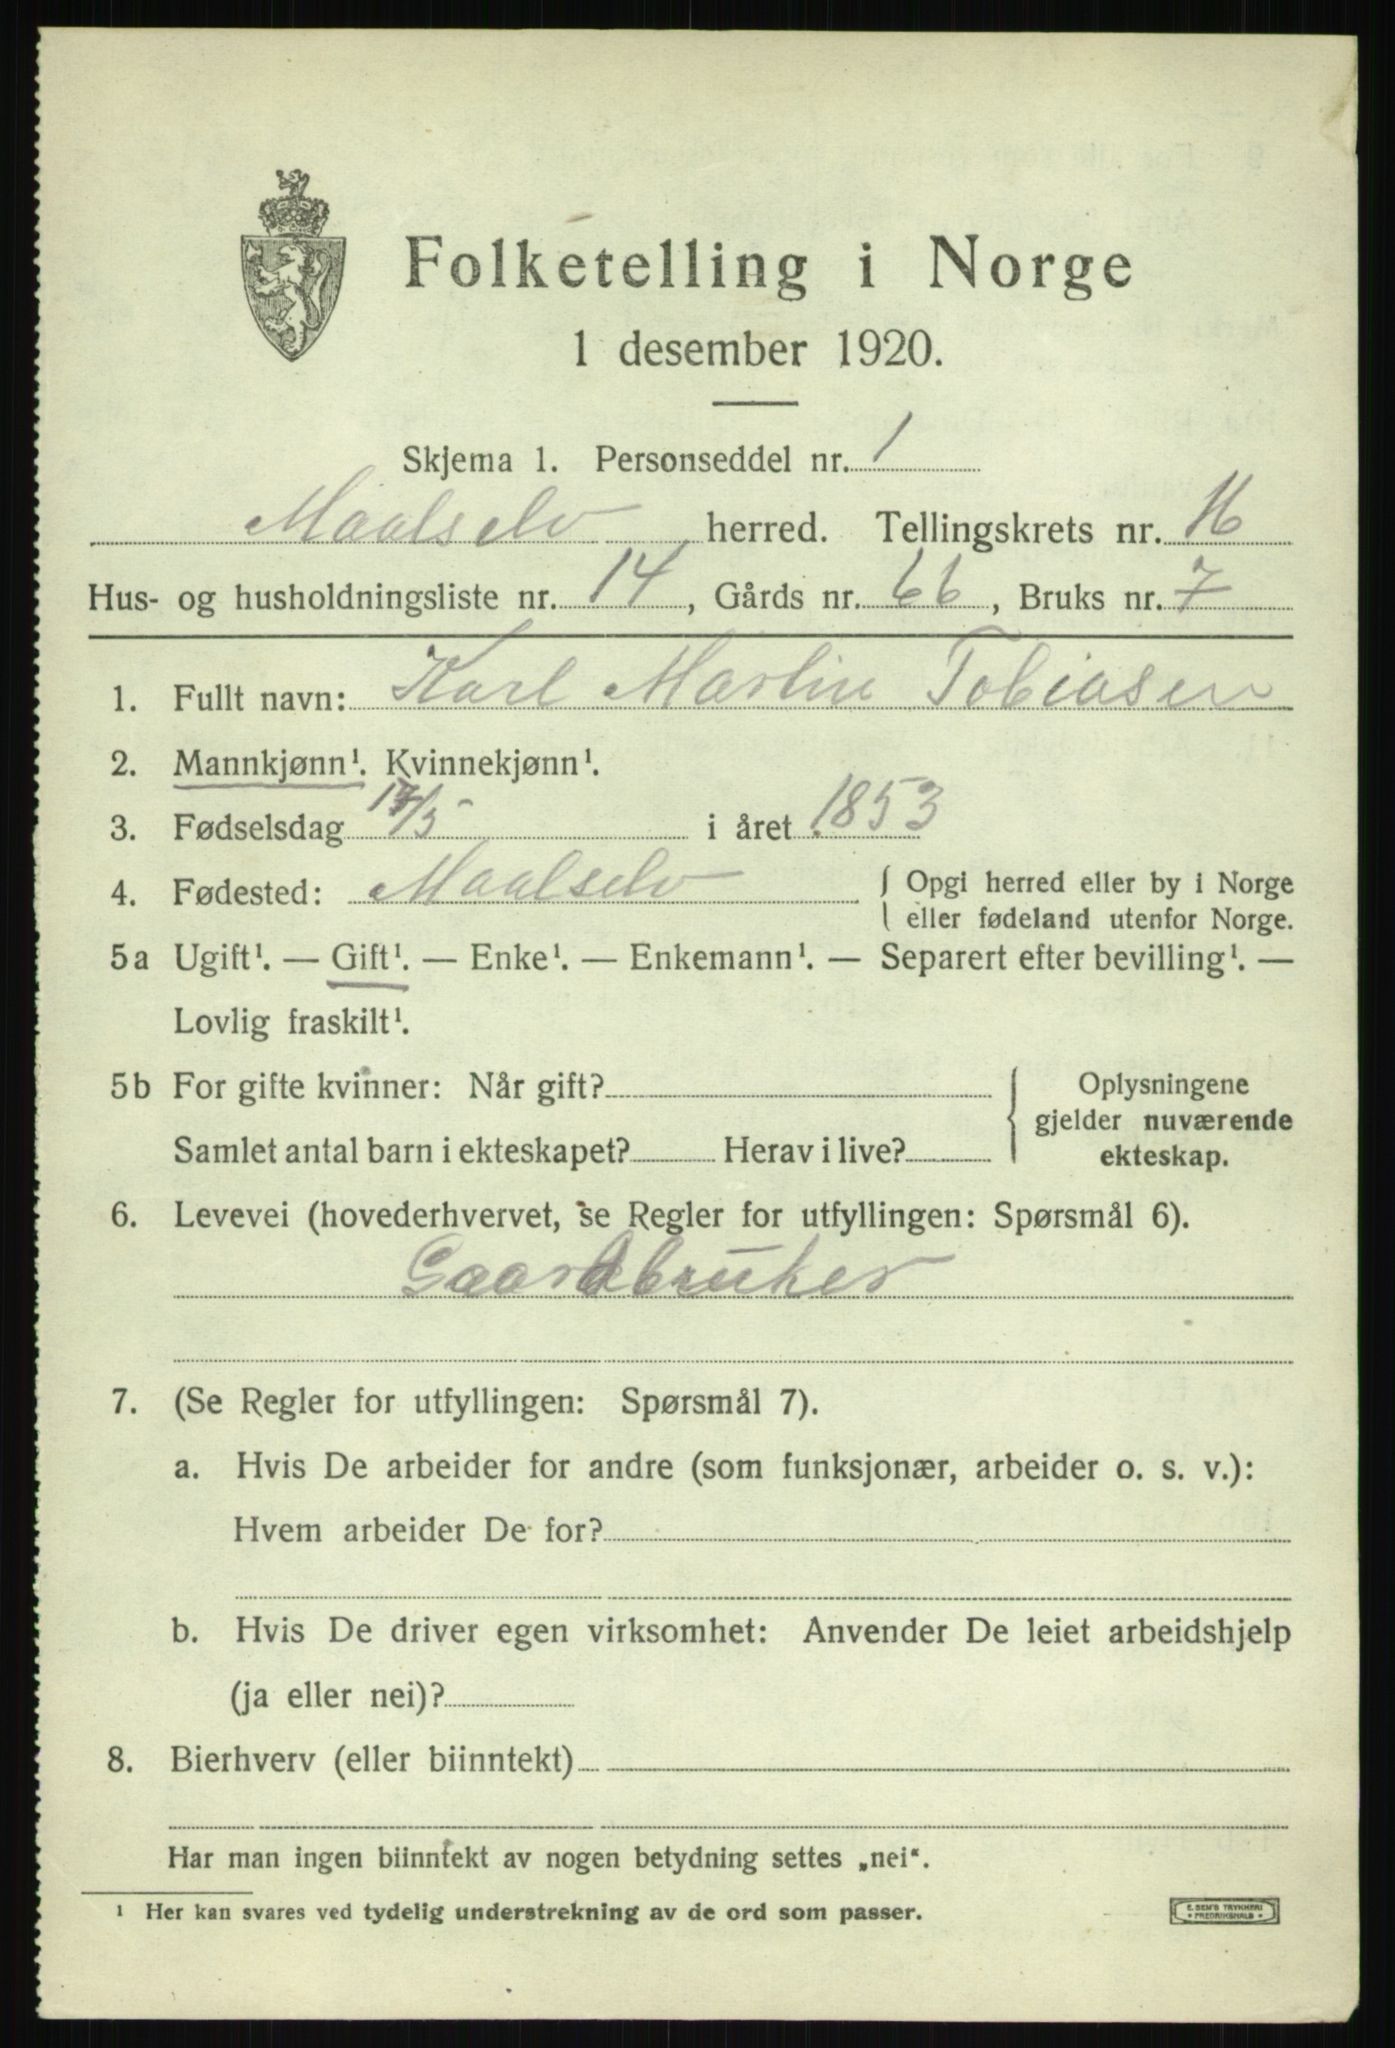 Folketelling i Norge
1 desember 1920.
Skjema 1. Personseddel nr. 1
Maalselv herred. Tellingskrets nr.
Hus- og husholdningsliste nr. 14, Gårds nr. 66, Bruks nr. 7
1. Fullt navn: Karl Martin Tobiasen
2. Mannkjønn¹. Kvinnekjønn¹.
3. Fødselsdag /5 i året 1853
4. Fødested: Maalselv { Opgi herred eller by i Norge
eller fødeland utenfor Norge.
5a Ugift¹. — Gift¹. — Enke¹. — Enkemann¹. — Separert efter bevilling¹. —
Lovlig fraskilt¹.
5b For gifte kvinner: Når gift? { Oplysningene
gjelder nuværende
Samlet antal barn i ekteskapet? Herav i live? ekteskap.
6. Levevei (hovederhvervet, se Regler for utfyllingen: Spørsmål 6).
Gaardbruker
7. (Se Regler for utfyllingen: Spørsmål 7).
a. Hvis De arbeider for andre (som funksjonær, arbeider o. s. v.):
Hvem arbeider De for?
b. Hvis De driver egen virksomhet: Anvender De leiet arbeidshjelp
(ja eller nei)?
8. Bierhverv (eller biinntekt)
Har man ingen biinntekt av nogen betydning settes „nei“.
¹ Her kan svares ved tydelig understrekning av de ord som passer.
E. SEM'S TRYKKERI
FREDRIKSHALD